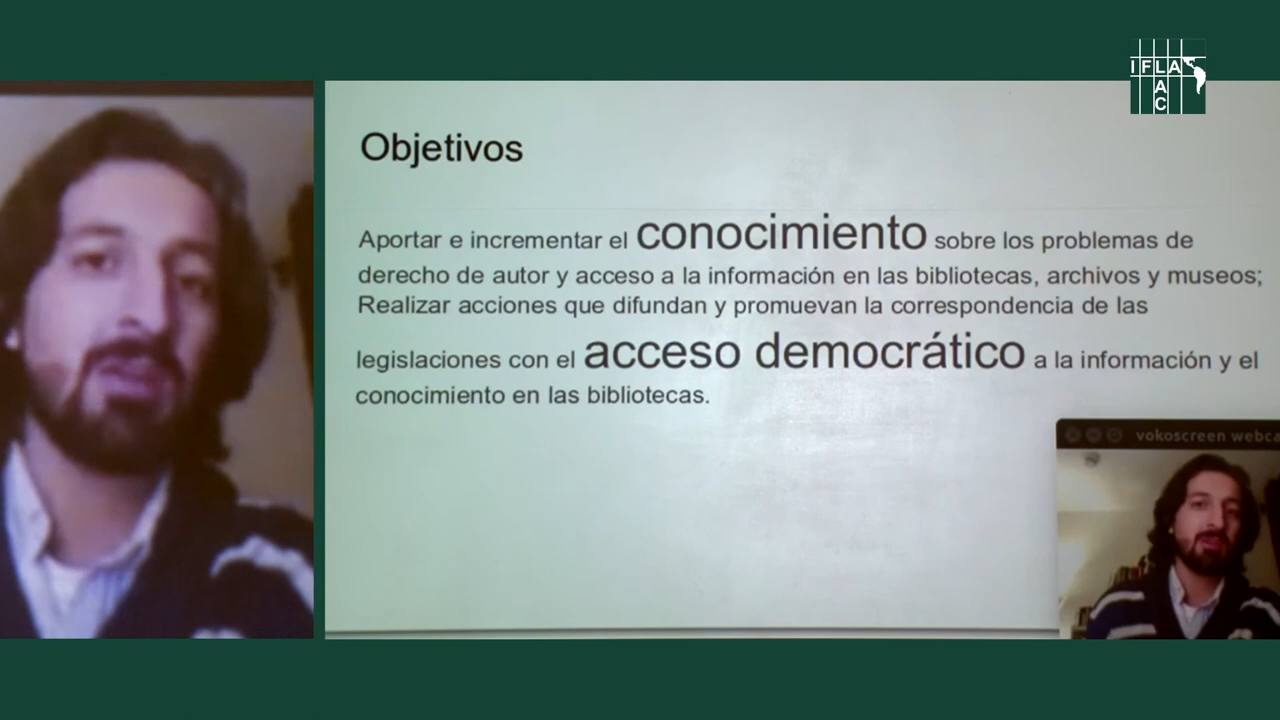 IFLA
LAC
Objetivos
Aportar e incrementar el conocimiento sobre los problemas de
derecho de autor y acceso a la información en las bibliotecas, archivos y museos;
Realizar acciones que difundan y promuevan la correspondencia de las
legislaciones con el acceso democrático a la información y el
conocimiento en las bibliotecas.
vokoscreen webca